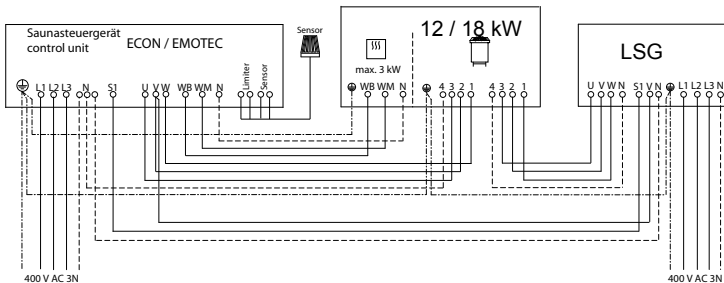 Saunasteuergerät
control unit
ECON / EMOTEC
Sensor
12 / 18 kW
max. 3 kW
LSG
L1 L2 L3 N S1 U V W WB WM N Limiter Sensor
WB WM N 4 3 2 1 4 3 2 1
U V W N S1 V N L1 L2 L3 N
400 V AC 3N
400 V AC 3N